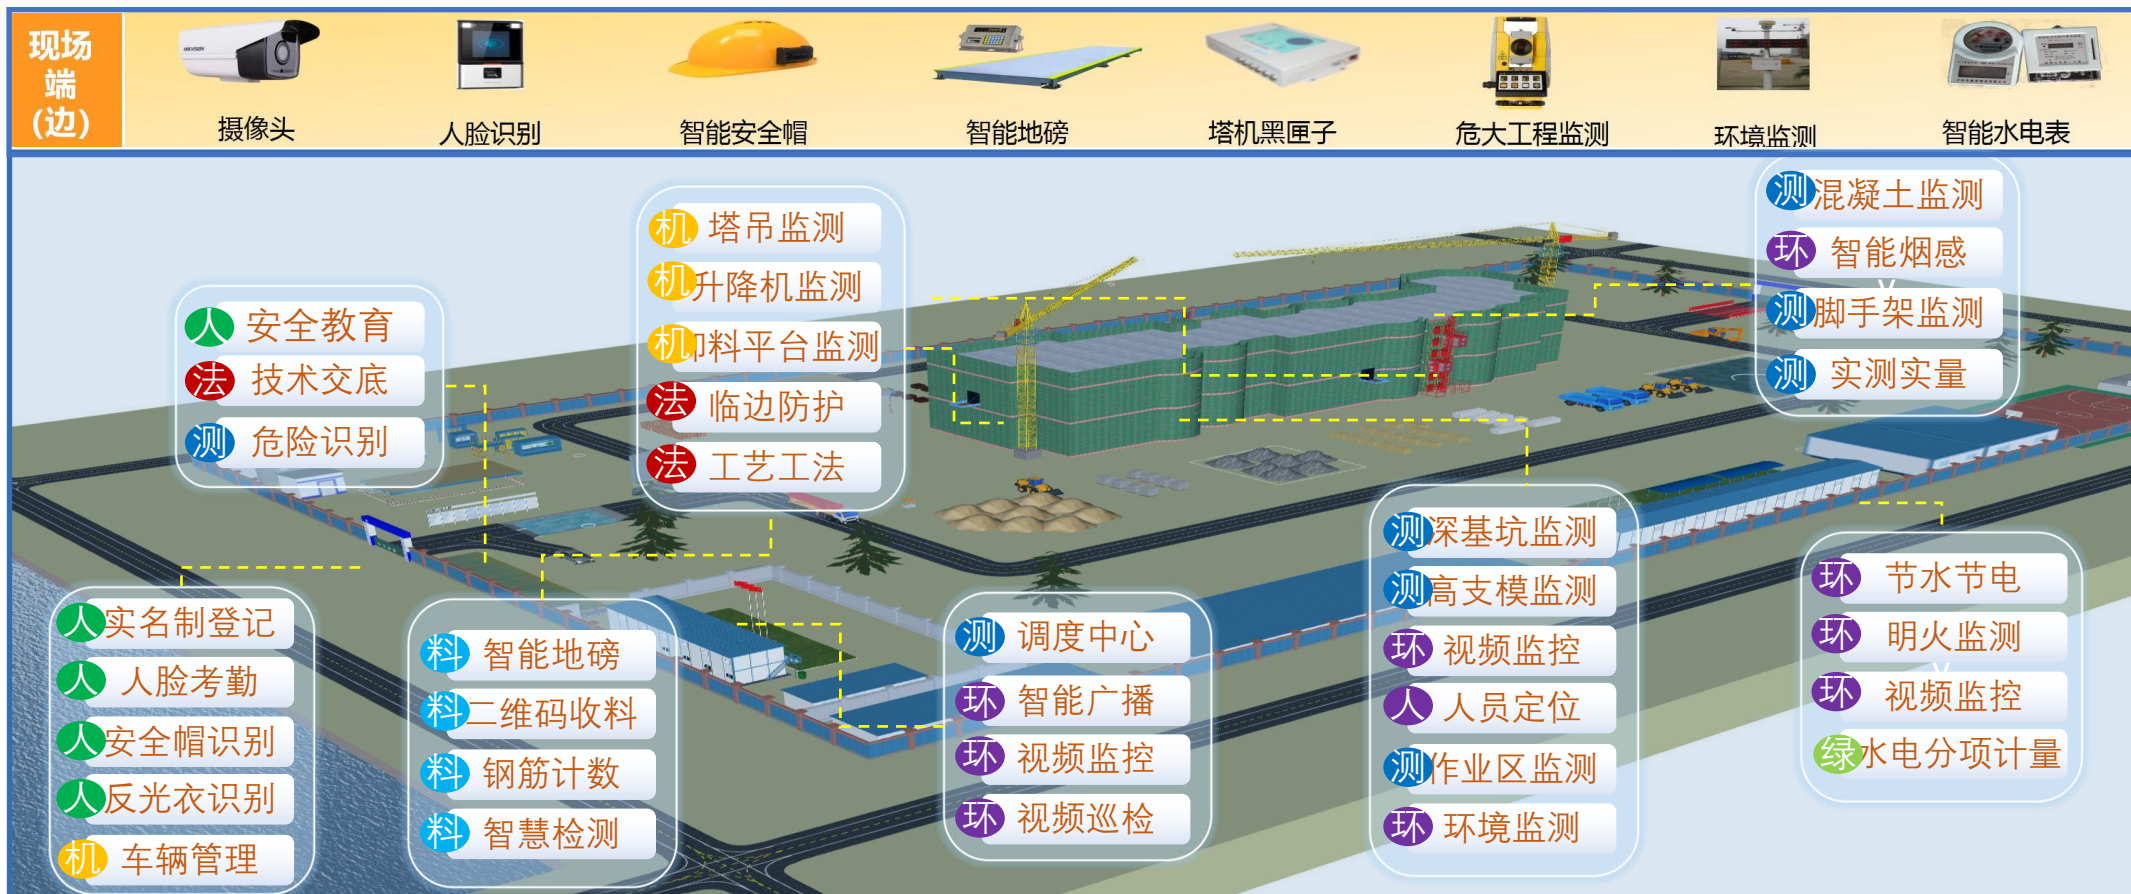 现场
端
(边)
摄像头
人脸识别
智能安全帽
智能地磅
塔机黑匣子
危大工程监测
环境监测
智能水电表
人 安全教育
法 技术交底
测 危险识别
机 塔吊监测
机 升降机监测
机 卸料平台监测
法 临边防护
法 工艺工法
测 混凝土监测
环 智能烟感
测 脚手架监测
测 实测实量
人 实名制登记
人 人脸考勤
人 安全帽识别
人 反光衣识别
机 车辆管理
料 智能地磅
料 二维码收料
料 钢筋计数
料 智慧检测
测 调度中心
环 智能广播
环 视频监控
环 视频巡检
测 深基坑监测
测 高支模监测
环 视频监控
人 人员定位
测 作业区监测
环 环境监测
环 节水节电
环 明火监测
环 视频监控
绿 水电分项计量